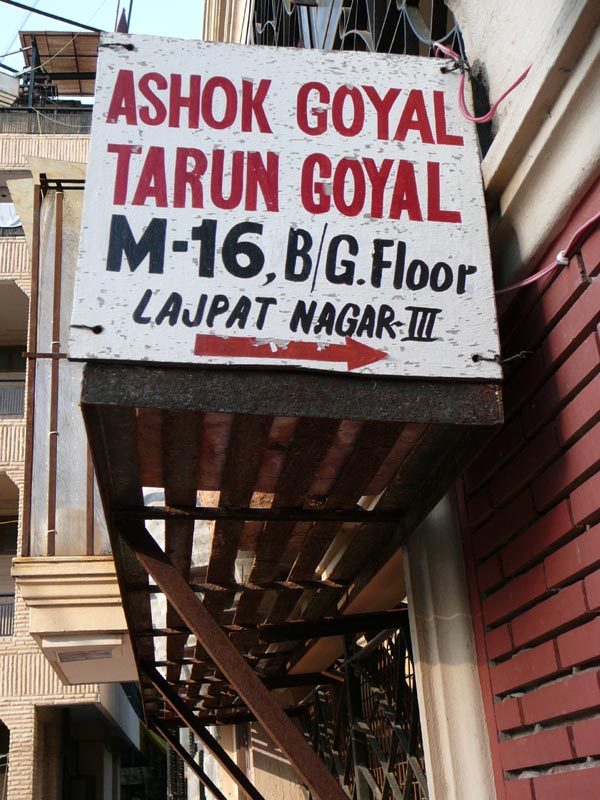 ASHOK GOYAL
TARUN GOYAL
M-16, B/G. Floor
LAJPAT NAGAR-III